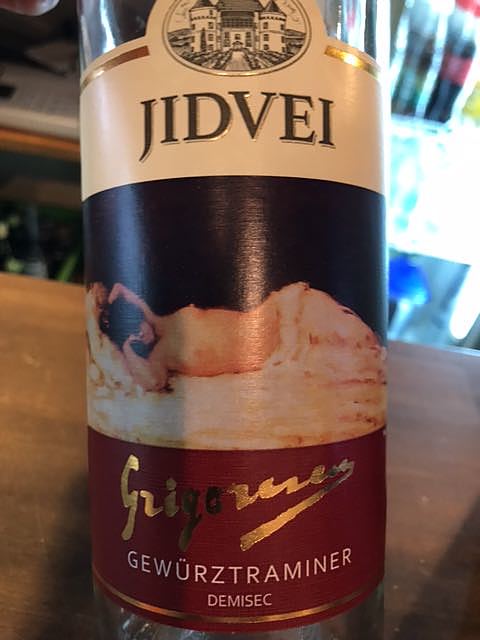 JIDVEI
Grigorescu
GEWÜRZTRAMINER
DEMISEC